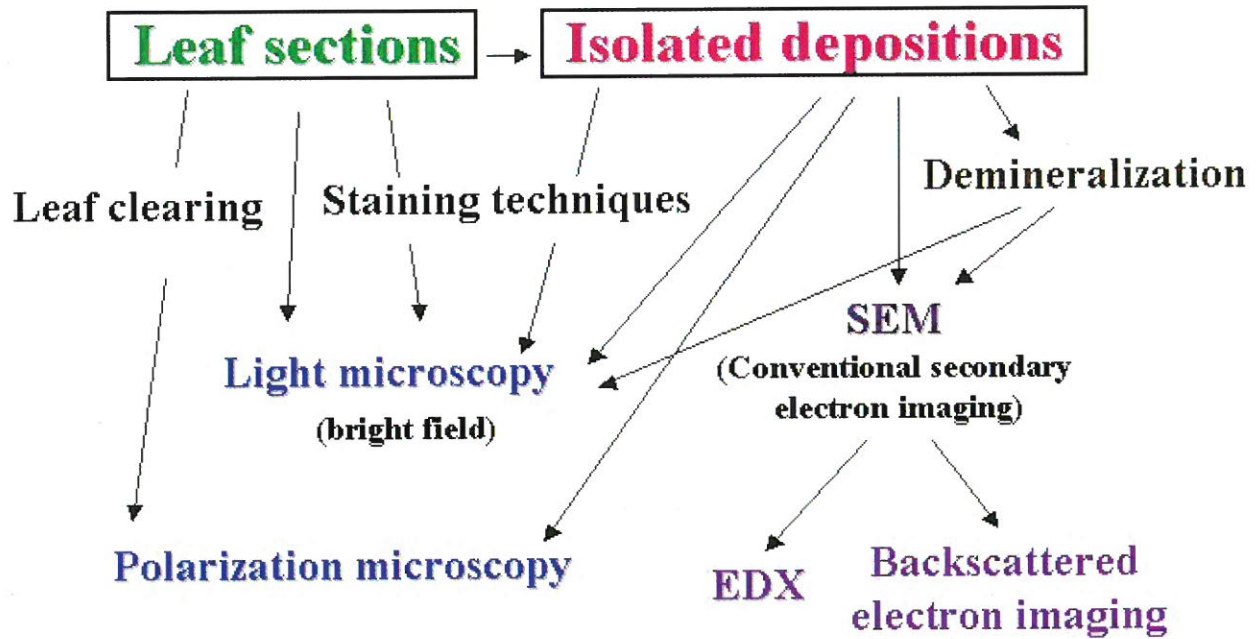 Leaf sections
Isolated depositions
Demineralization
Leaf clearing
Staining techniques
SEM
(Conventional secondary
electron imaging)
Light microscopy
(bright field)
Polarization microscopy
EDX
Backscattered
electron imaging